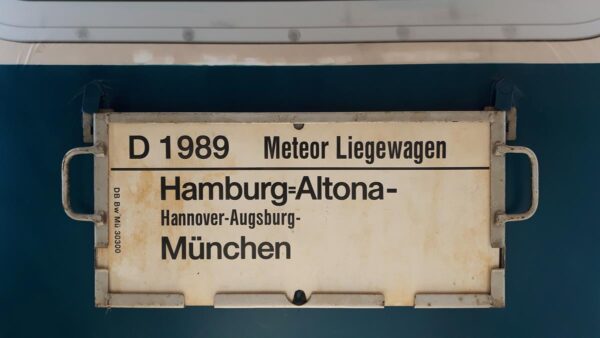 D 1989 Meteor Liegewagen
Hamburg=Altona-
Hannover-Augsburg-
München
DB Bw Mü 30300